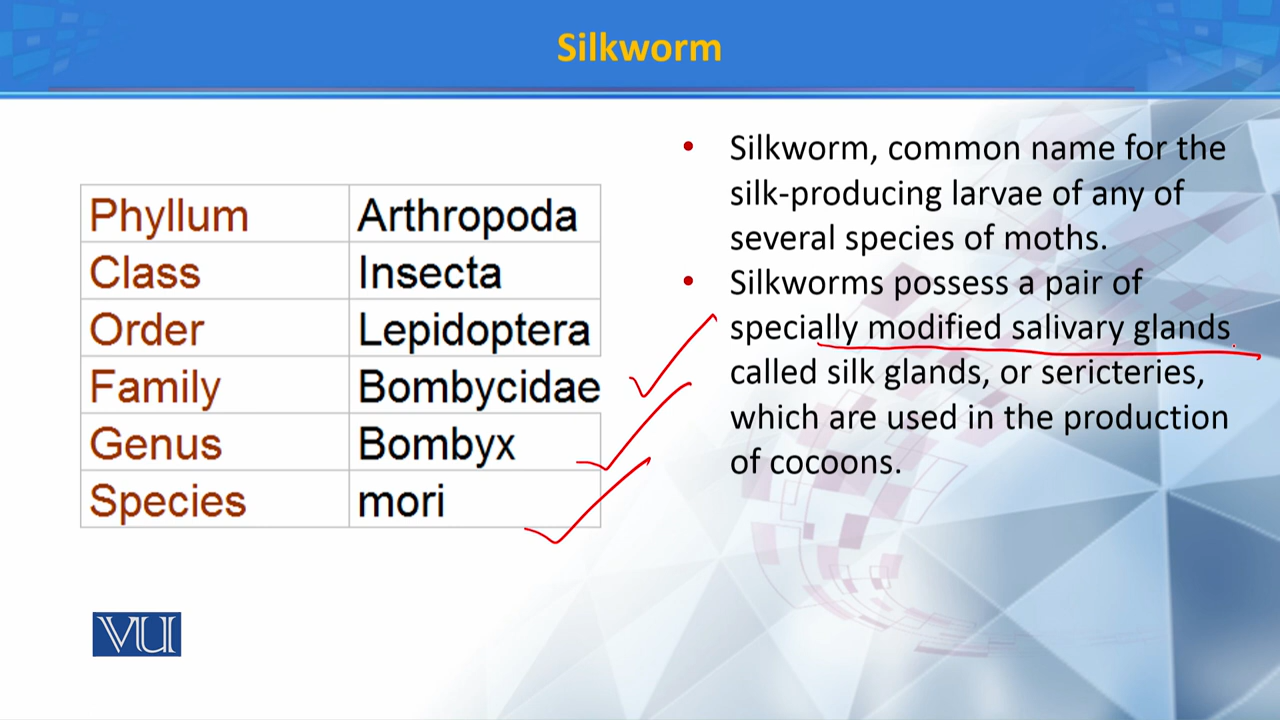 Silkworm
Phyllum Arthropoda
Class Insecta
Order Lepidoptera
Family Bombycidae
Genus Bombyx
Species mori
• Silkworm, common name for the
silk-producing larvae of any of
several species of moths.
• Silkworms possess a pair of
specially modified salivary glands
called silk glands, or sericteries,
which are used in the production
of cocoons.
VU